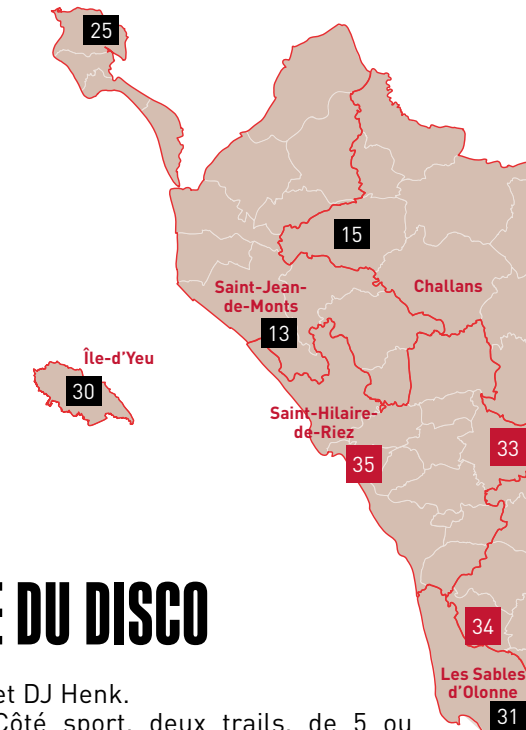 25
15
Saint-Jean-
de-Monts
Challans
13
Île-d'Yeu
30
Saint-Hilaire-
de-Riez
33
35
34
Les Sables
d'Olonne
31
DU DISCO
et DJ Henk.
Côté sport, deux trails, de 5 ou